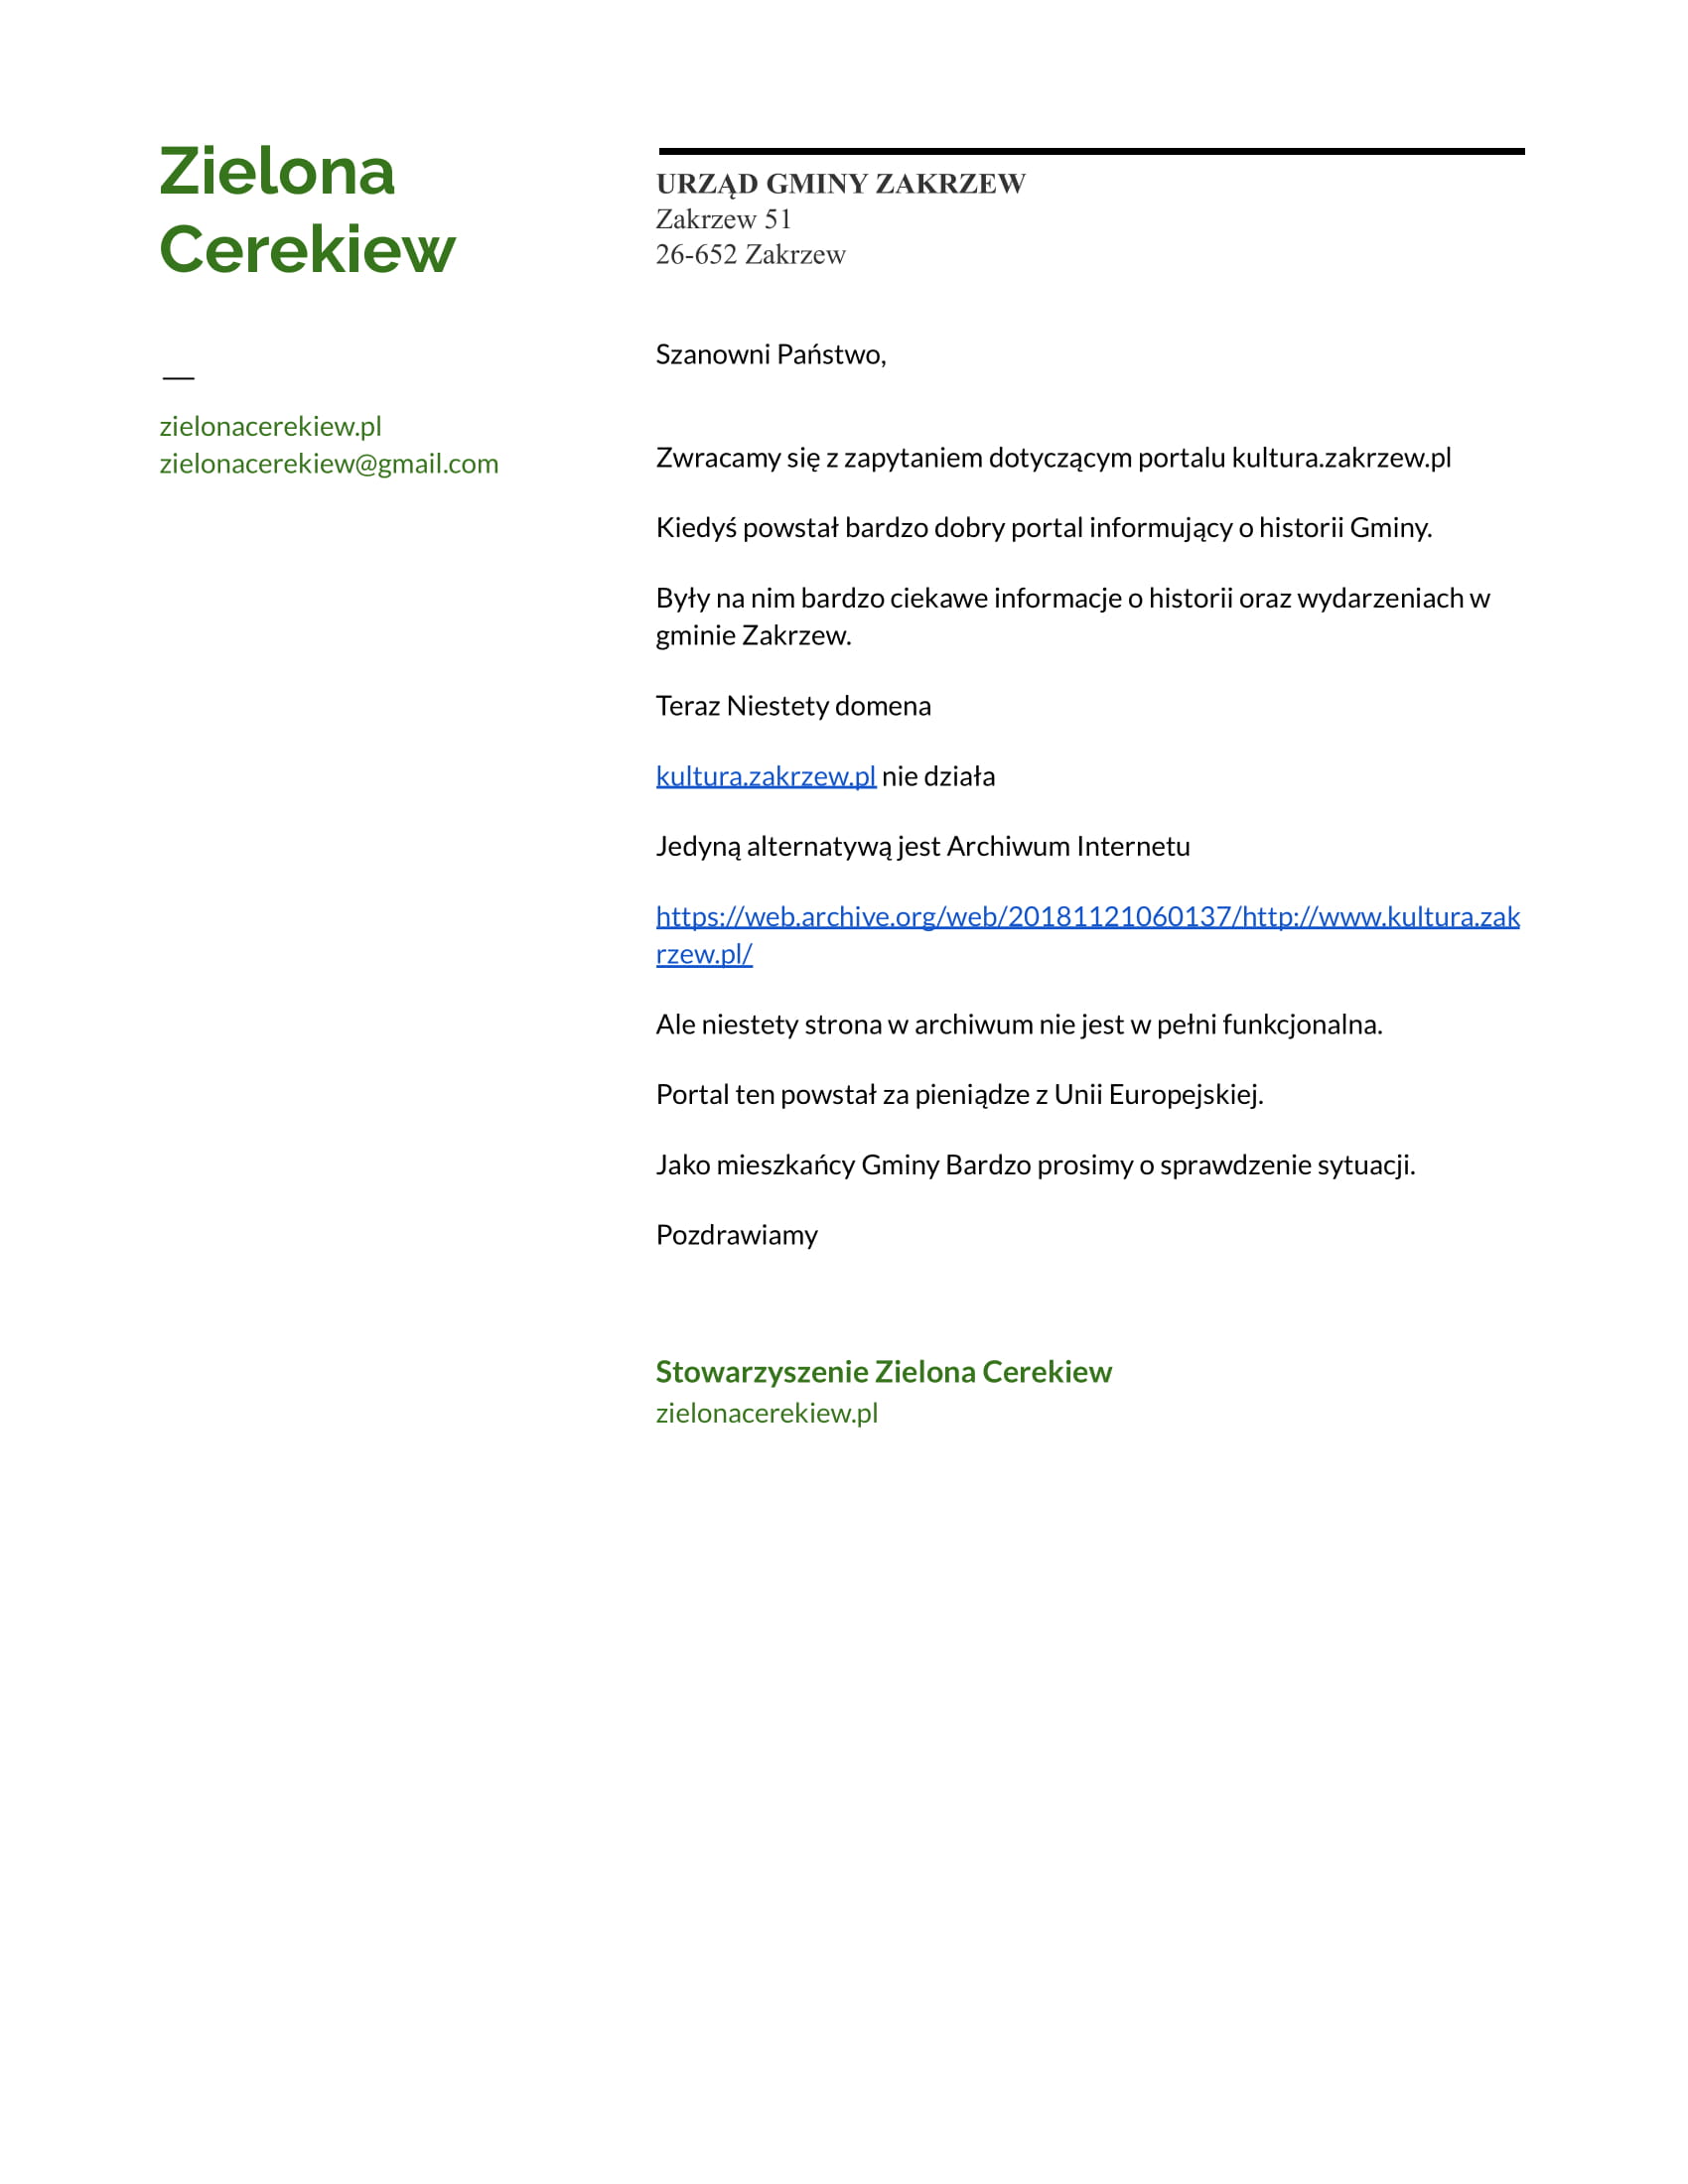 Zielona
Cerekiew
—
zielonacerekiew.pl
zielonacerekiew@gmail.com
URZĄD GMINY ZAKRZEW
Zakrzew 51
26-652 Zakrzew
Szanowni Państwo,
Zwracamy się z zapytaniem dotyczącym portalu kultura.zakrzew.pl
Kiedyś powstał bardzo dobry portal informujący o historii Gminy.
Były na nim bardzo ciekawe informacje o historii oraz wydarzeniach w
gminie Zakrzew.
Teraz Niestety domena
kultura.zakrzew.pl nie działa
Jedyną alternatywą jest Archiwum Internetu
https://web.archive.org/web/20181121060137/http://www.kultura.zak
rzew.pl/
Ale niestety strona w archiwum nie jest w pełni funkcjonalna.
Portal ten powstał za pieniądze z Unii Europejskiej.
Jako mieszkańcy Gminy Bardzo prosimy o sprawdzenie sytuacji.
Pozdrawiamy
Stowarzyszenie Zielona Cerekiew
zielonacerekiew.pl